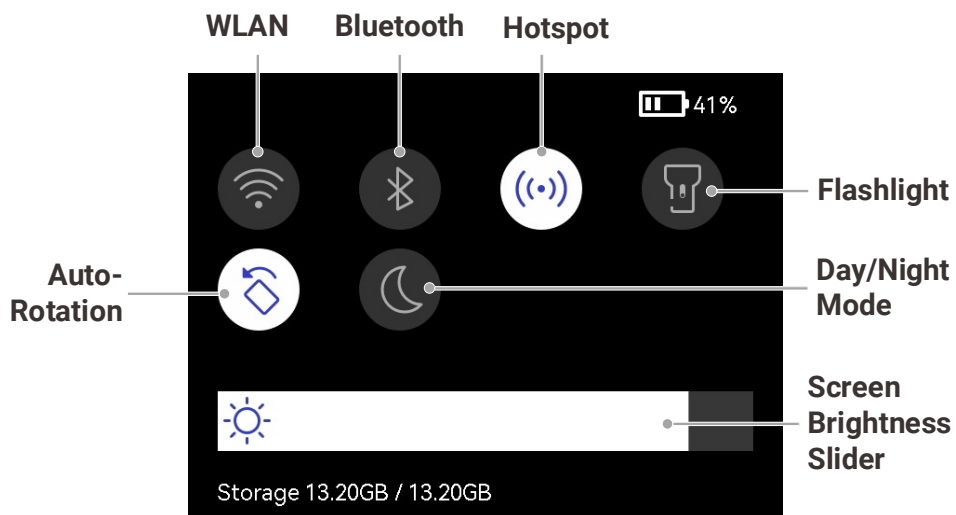 WLAN Bluetooth Hotspot
41%
Flashlight
Auto-
Rotation
Day/Night
Mode
Screen
Brightness
Slider
Storage 13.20GB / 13.20GB